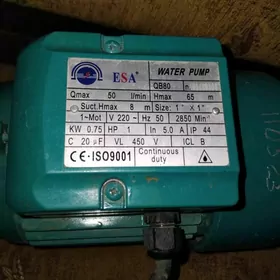 ESA® WATER PUMP
QB80 m
Qmax 50 l/min Hmax 65 m
Suct.Hmax 8 m Size: 1" X 1"
1~Mot V 220~ Hz 50 2850 Min⁻¹
KW 0.75 HP 1 In 5.0 A IP 44
C 20 µF VL 450 V ICL B
CE-ISO9001 Continuous duty